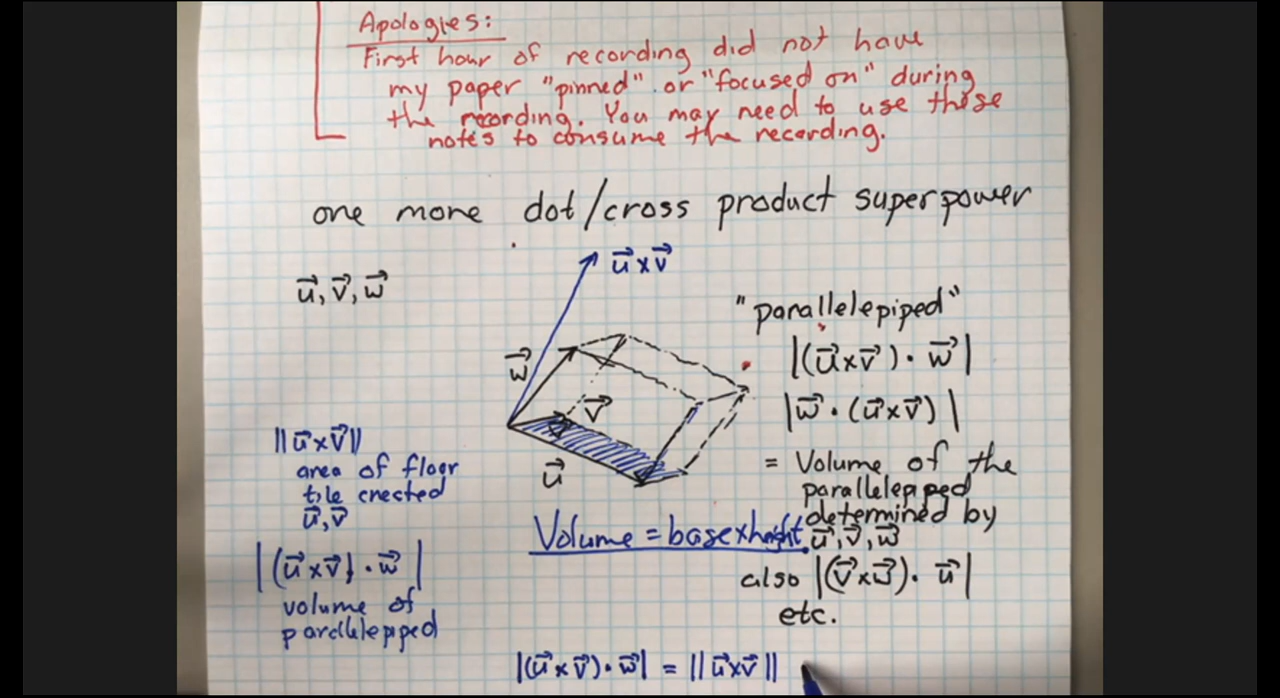 Apologies:
First hour of recording did not have
my paper "pinned" or "focused on" during
the recording. You may need to use these
notes to consume the recording.
one more dot/cross product superpower
u⃗, v⃗, w⃗
u⃗×v⃗
"parallelepiped"
w⃗
v⃗
u⃗
|(u⃗×v⃗)·w⃗|
|w⃗·(u⃗×v⃗)|
= Volume of the
parallelepiped
determined by
u⃗, v⃗, w⃗
also |(v⃗×w⃗)·u⃗|
etc.
||u⃗×v⃗||
area of floor
tile created
u⃗, v⃗
Volume = base×height.
|(u⃗×v⃗)·w⃗|
volume of
parallelepiped
|(u⃗×v⃗)·w⃗| = ||u⃗×v⃗||